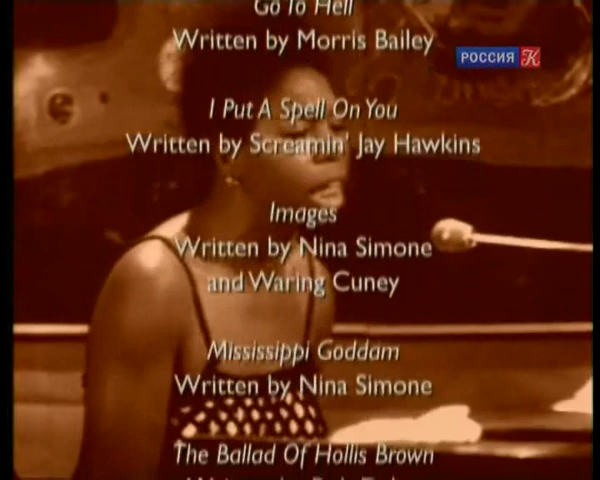 Go To Hell
Written by Morris Bailey
РОССИЯ К
I Put A Spell On You
Written by Screamin' Jay Hawkins
Images
Written by Nina Simone
and Waring Cuney
Mississippi Goddam
Written by Nina Simone
The Ballad Of Hollis Brown